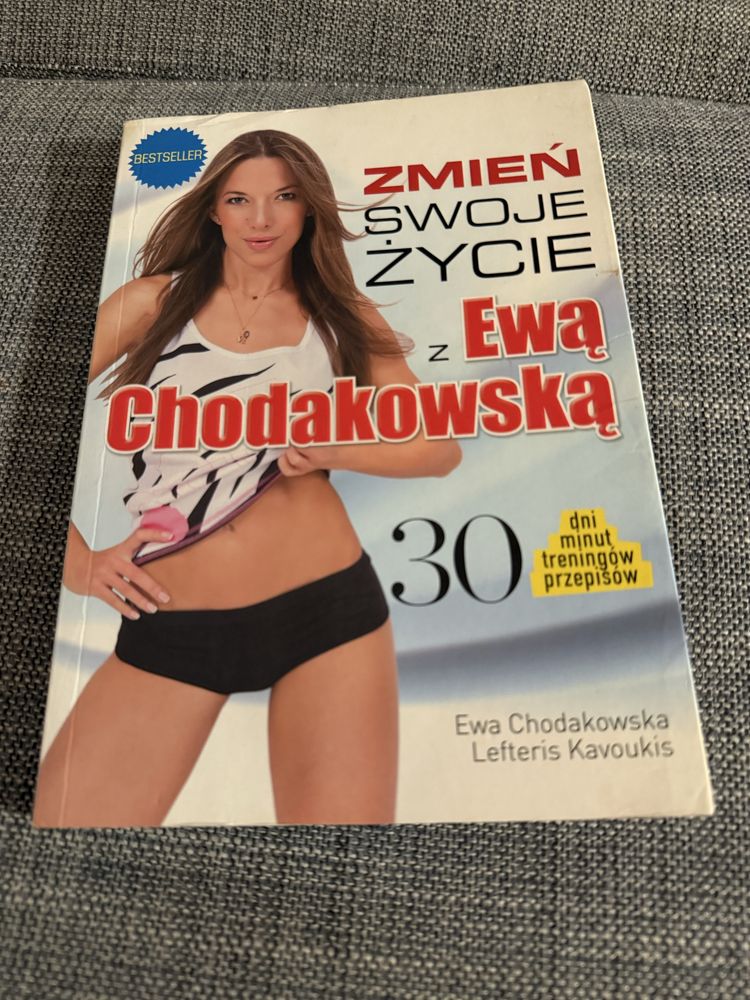 BESTSELLER
ZMIEŃ
SWOJE
ŻYCIE
z Ewą
Chodakowską
30
dni
minut
treningów
przepisów
Ewa Chodakowska
Lefteris Kavoukis